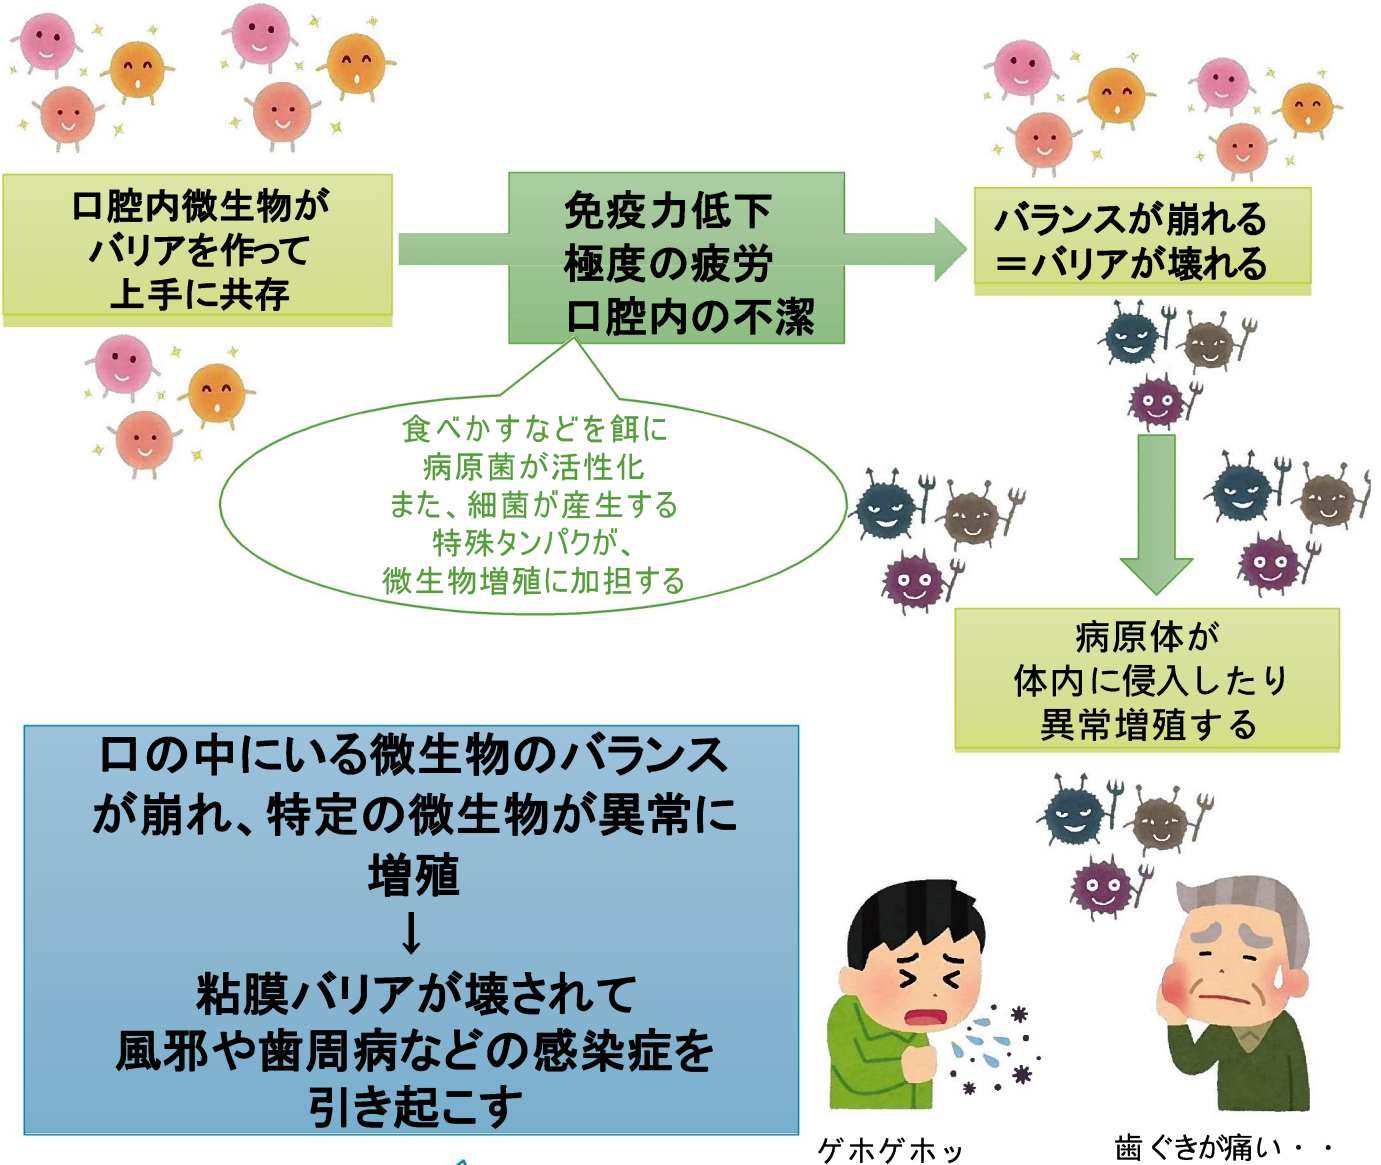 口腔内微生物が
バリアを作って
上手に共存
免疫力低下
極度の疲労
口腔内の不潔
バランスが崩れる
＝バリアが壊れる
食べかすなどを餌に
病原菌が活性化
また、細菌が産生する
特殊タンパクが、
微生物増殖に加担する
病原体が
体内に侵入したり
異常増殖する
口の中にいる微生物のバランス
が崩れ、特定の微生物が異常に
増殖
↓
粘膜バリアが壊されて
風邪や歯周病などの感染症を
引き起こす
ゲホゲホッ
歯ぐきが痛い・・